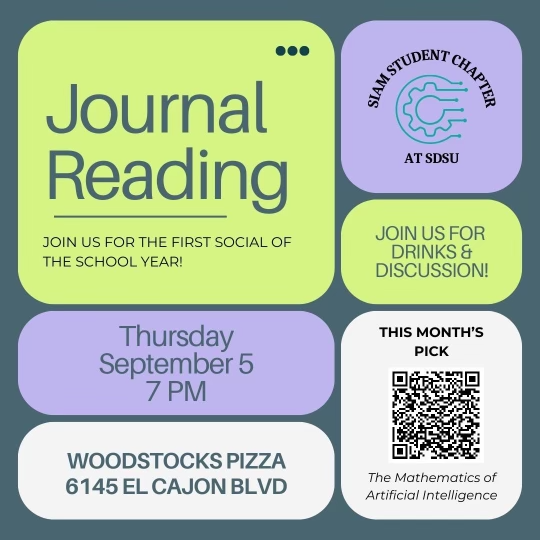 Journal
Reading
JOIN US FOR THE FIRST SOCIAL OF
THE SCHOOL YEAR!
SIAM STUDENT CHAPTER
AT SDSU
JOIN US FOR
DRINKS &
DISCUSSION!
Thursday
September 5
7 PM
WOODSTOCKS PIZZA
6145 EL CAJON BLVD
THIS MONTH'S
PICK
The Mathematics of
Artificial Intelligence